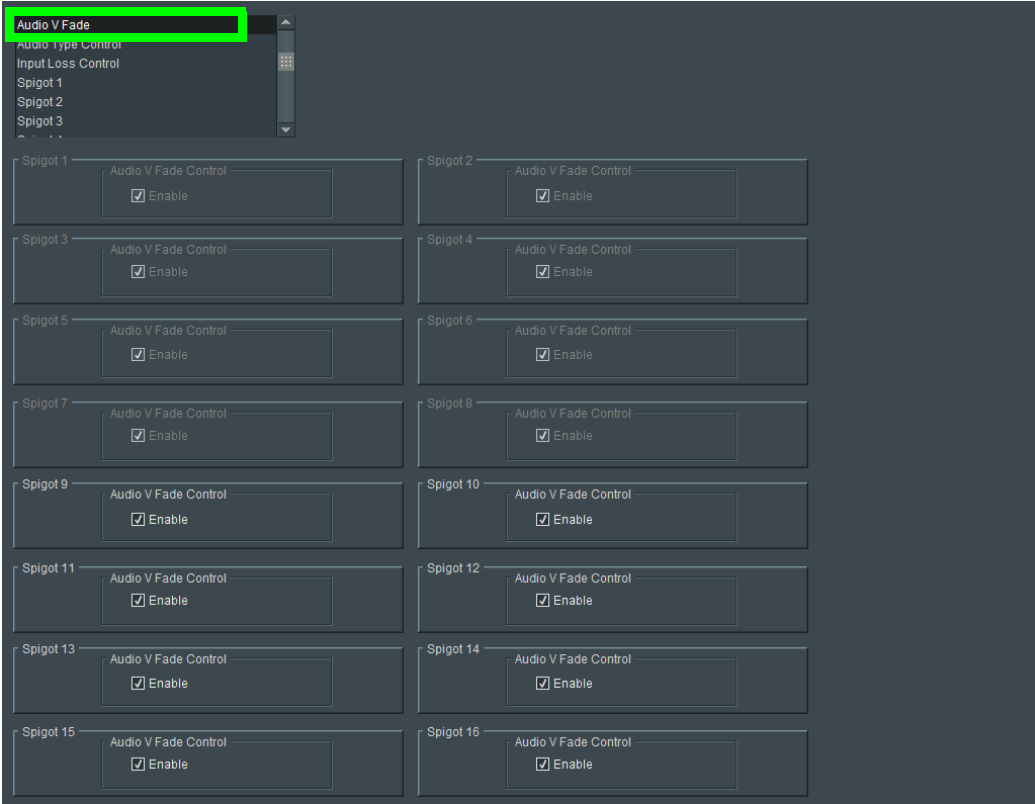 Audio V Fade
Audio Type Control
Input Loss Control
Spigot 1
Spigot 2
Spigot 3
Spigot 1
Audio V Fade Control
Enable
Spigot 2
Audio V Fade Control
Enable
Spigot 3
Audio V Fade Control
Enable
Spigot 4
Audio V Fade Control
Enable
Spigot 5
Audio V Fade Control
Enable
Spigot 6
Audio V Fade Control
Enable
Spigot 7
Audio V Fade Control
Enable
Spigot 8
Audio V Fade Control
Enable
Spigot 9
Audio V Fade Control
Enable
Spigot 10
Audio V Fade Control
Enable
Spigot 11
Audio V Fade Control
Enable
Spigot 12
Audio V Fade Control
Enable
Spigot 13
Audio V Fade Control
Enable
Spigot 14
Audio V Fade Control
Enable
Spigot 15
Audio V Fade Control
Enable
Spigot 16
Audio V Fade Control
Enable